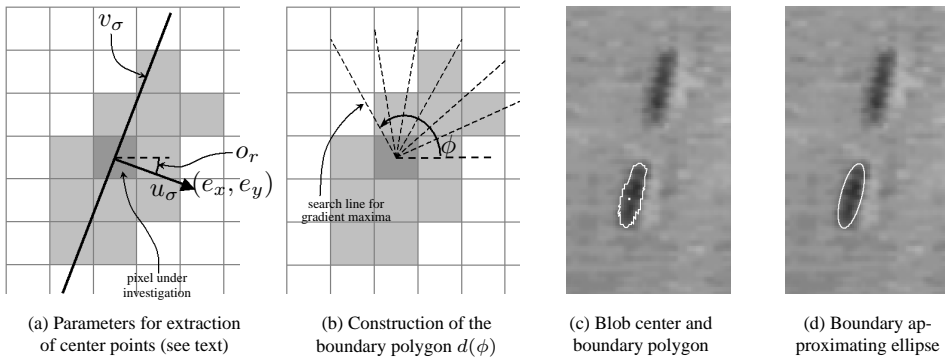 v_σ
o_r
u_σ
(e_x, e_y)
pixel under
investigation
(a) Parameters for extraction
of center points (see text)
ϕ
search line for
gradient maxima
(b) Construction of the
boundary polygon d(ϕ)
(c) Blob center and
boundary polygon
(d) Boundary ap-
proximating ellipse